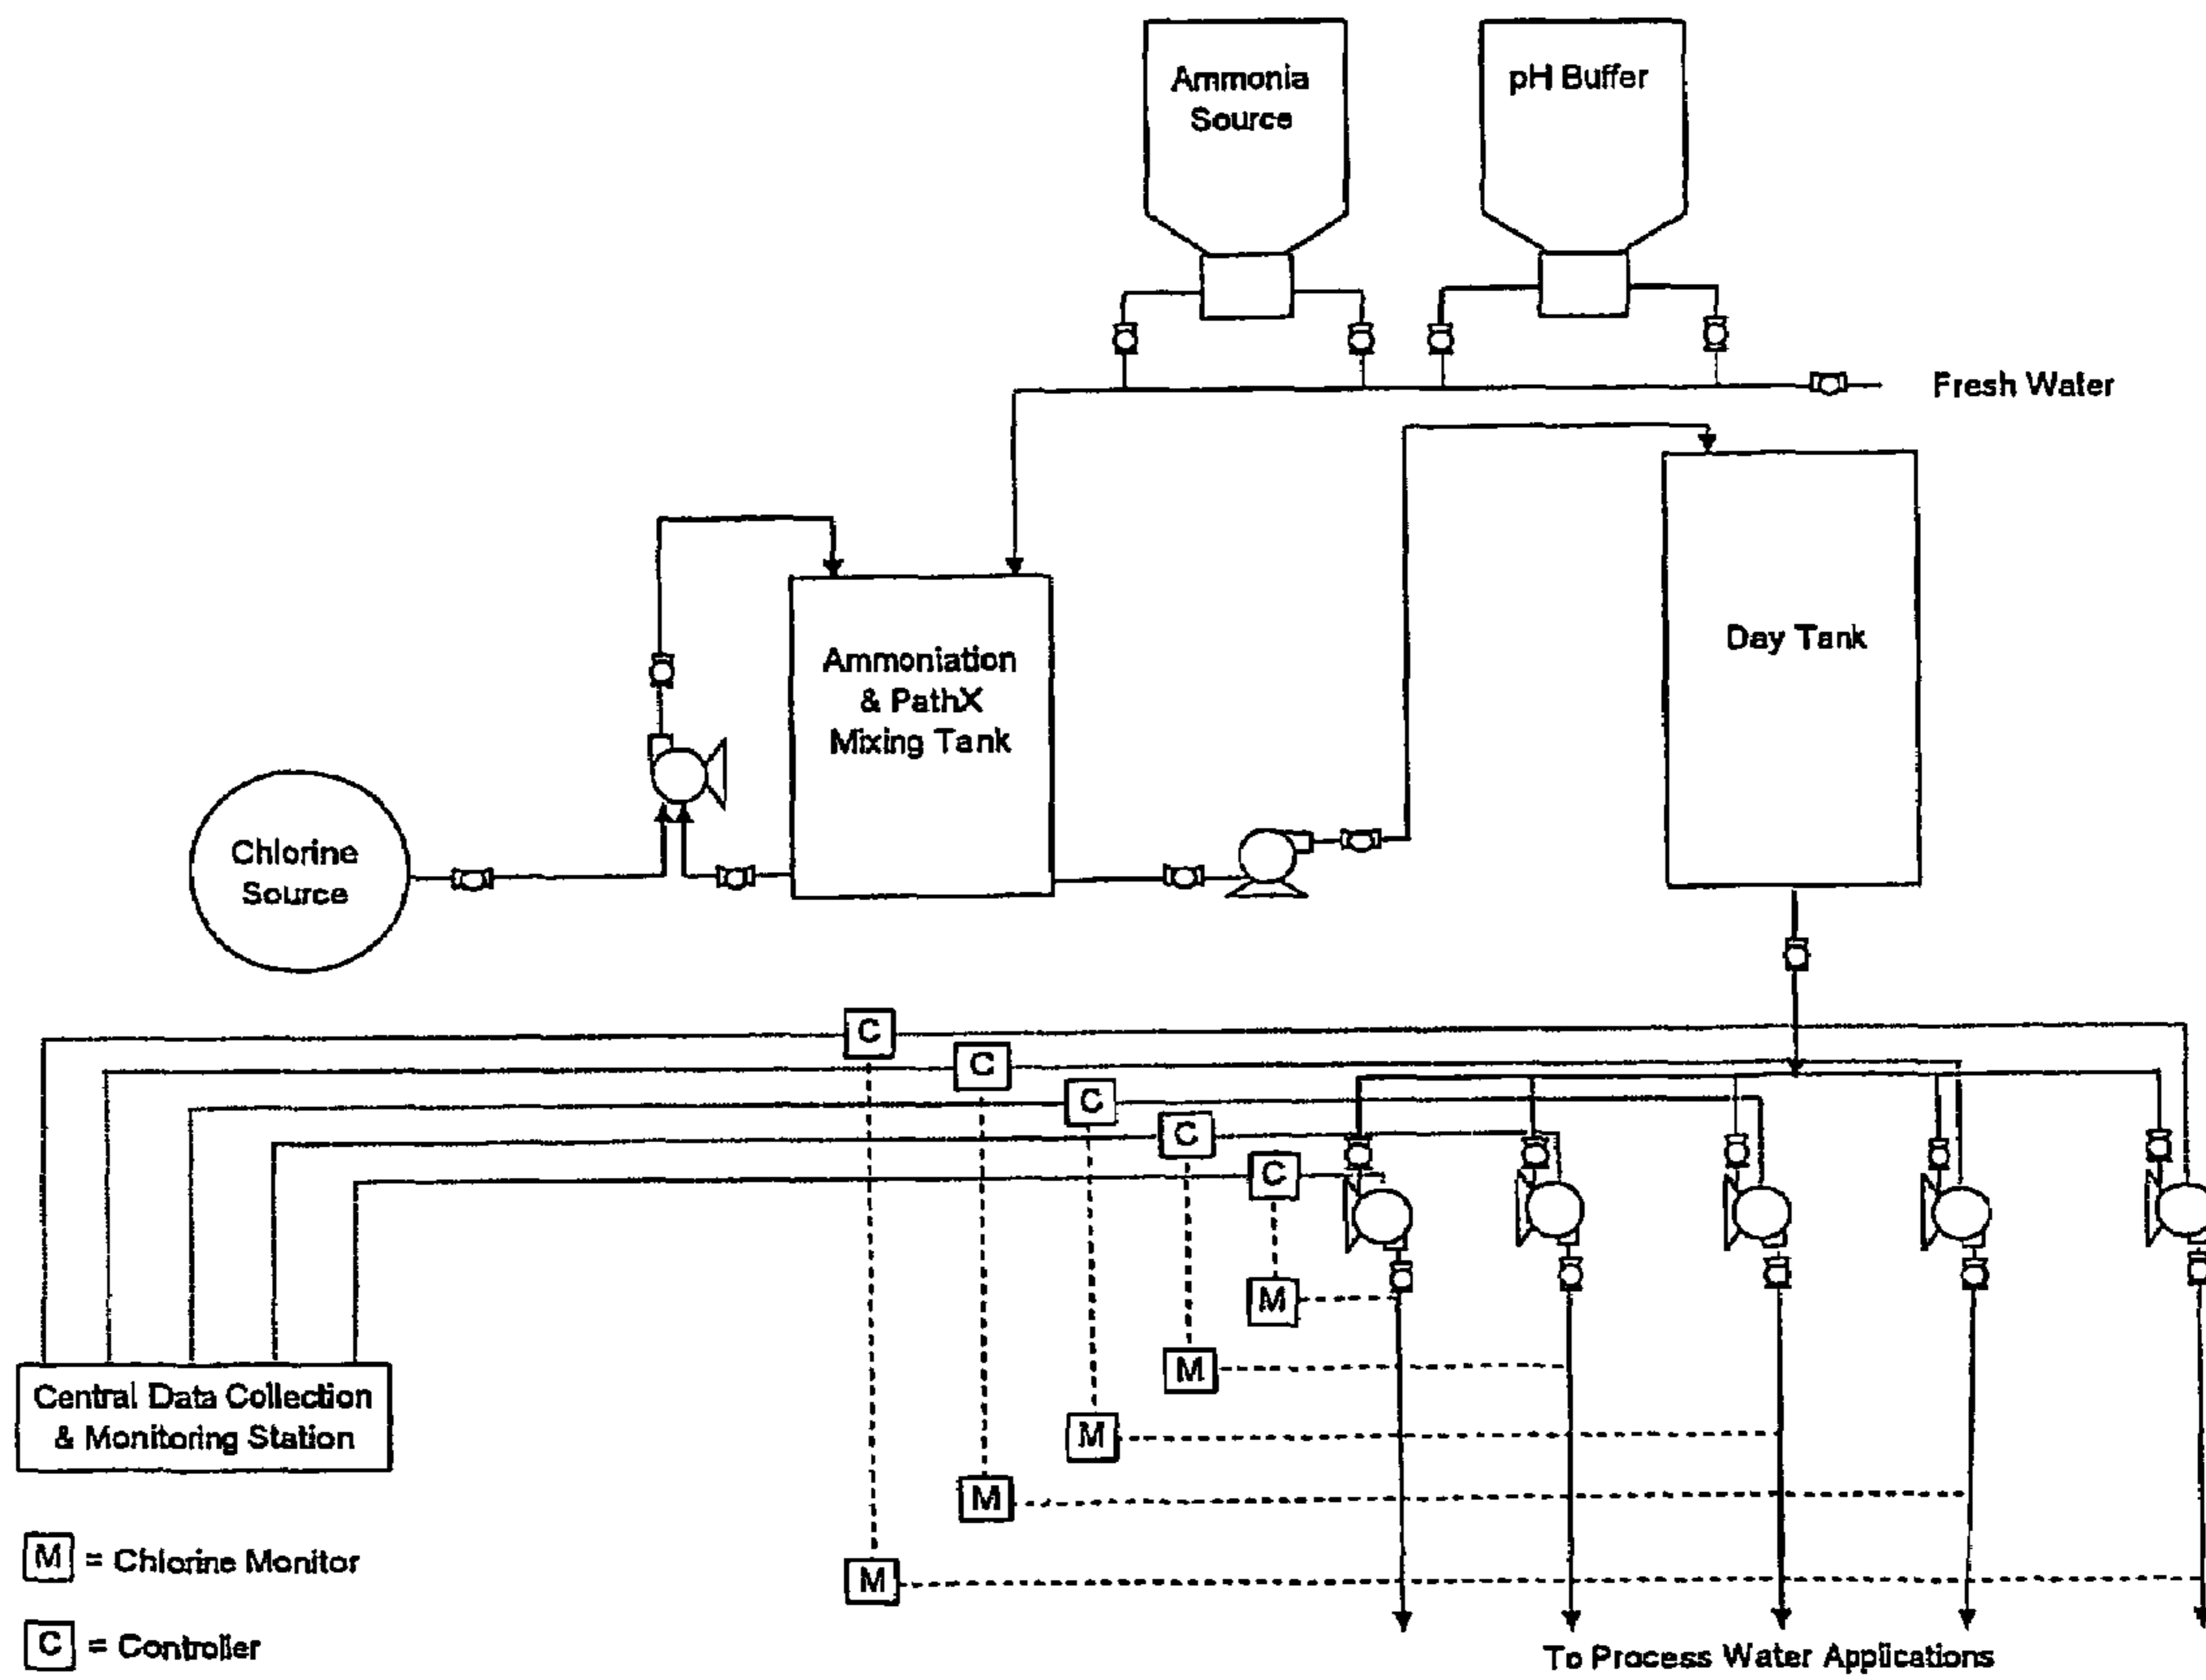 Ammonia
Source
pH Buffer
Fresh Water
Ammoniation
& PathX
Mixing Tank
Day Tank
Chlorine
Source
C
C
C
C
C
M
M
M
M
M
Central Data Collection
& Monitoring Station
M = Chlorine Monitor
C = Controller
To Process Water Applications